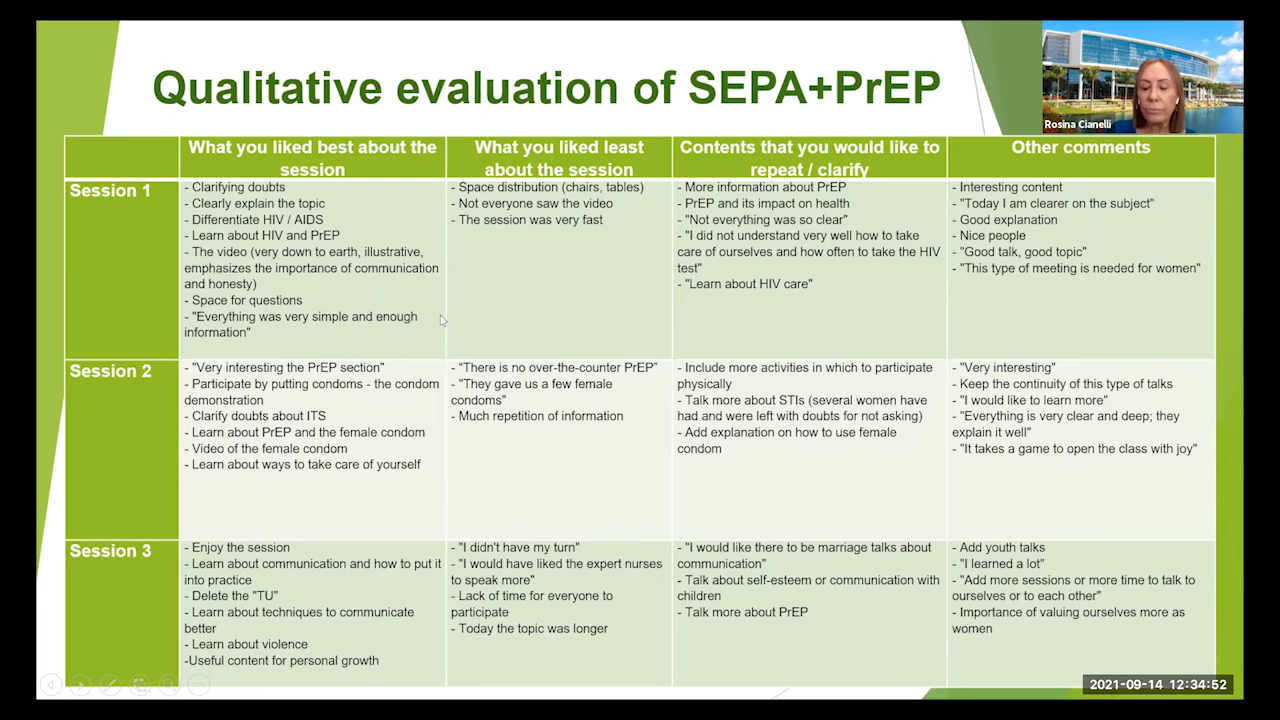 Qualitative evaluation of SEPA+PrEP
Rosina Cianelli
What you liked best about the
session
What you liked least
about the session
Contents that you would like to
repeat / clarify
Other comments
Session 1
- Clarifying doubts
- Clearly explain the topic
- Differentiate HIV / AIDS
- Learn about HIV and PrEP
- The video (very down to earth, illustrative,
emphasizes the importance of communication
and honesty)
- Space for questions
- "Everything was very simple and enough
information"
- Space distribution (chairs, tables)
- Not everyone saw the video
- The session was very fast
- More information about PrEP
- PrEP and its impact on health
- "Not everything was so clear"
- "I did not understand very well how to take
care of ourselves and how often to take the HIV
test"
- "Learn about HIV care"
- Interesting content
- "Today I am clearer on the subject"
- Good explanation
- Nice people
- "Good talk, good topic"
- "This type of meeting is needed for women"
Session 2
- "Very interesting the PrEP section"
- Participate by putting condoms - the condom
demonstration
- Clarify doubts about ITS
- Learn about PrEP and the female condom
- Video of the female condom
- Learn about ways to take care of yourself
- “There is no over-the-counter PrEP”
- "They gave us a few female
condoms"
- Much repetition of information
- Include more activities in which to participate
physically
- Talk more about STIs (several women have
had and were left with doubts for not asking)
- Add explanation on how to use female
condom
- "Very interesting"
- Keep the continuity of this type of talks
- "I would like to learn more"
- "Everything is very clear and deep; they
explain it well"
- "It takes a game to open the class with joy"
Session 3
- Enjoy the session
- Learn about communication and how to put it
into practice
- Delete the "TU"
- Learn about techniques to communicate
better
- Learn about violence
-Useful content for personal growth
- "I didn't have my turn"
- "I would have liked the expert nurses
to speak more"
- Lack of time for everyone to
participate
- Today the topic was longer
- "I would like there to be marriage talks about
communication"
- Talk about self-esteem or communication with
children
- Talk more about PrEP
- Add youth talks
- "I learned a lot"
- "Add more sessions or more time to talk to
ourselves or to each other"
- Importance of valuing ourselves more as
women
2021-09-14 12:34:52